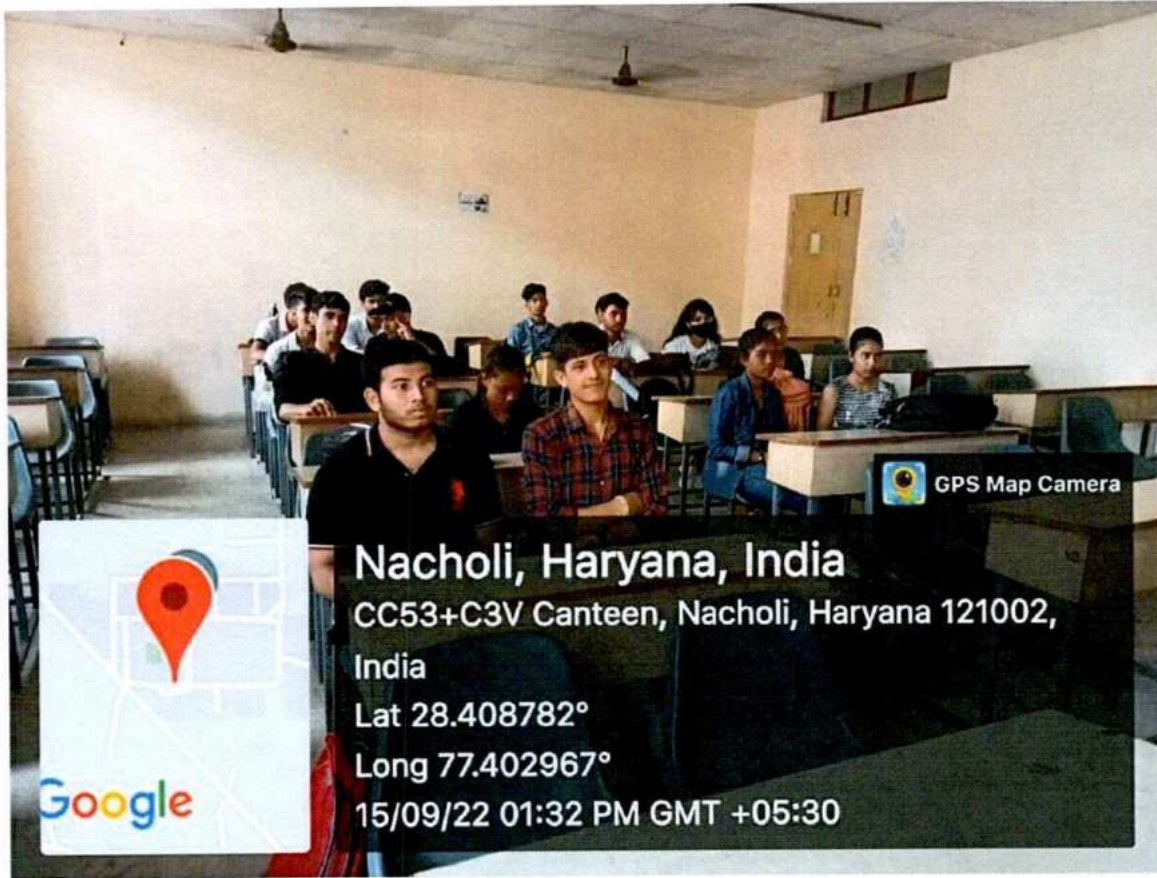 GPS Map Camera
Nacholi, Haryana, India
CC53+C3V Canteen, Nacholi, Haryana 121002,
India
Lat 28.408782°
Long 77.402967°
15/09/22 01:32 PM GMT +05:30
Google